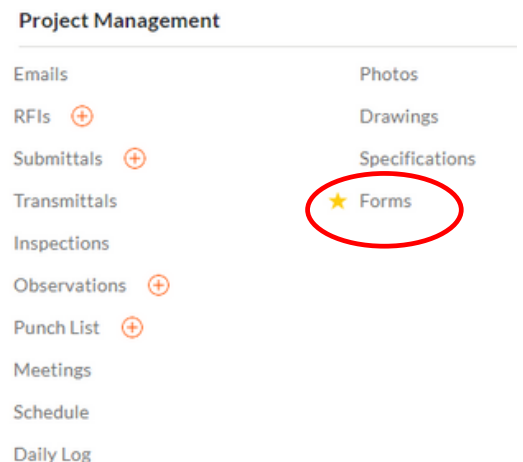 Project Management
Emails
RFIs
Submittals
Transmittals
Inspections
Observations
Punch List
Meetings
Schedule
Daily Log
Photos
Drawings
Specifications
Forms